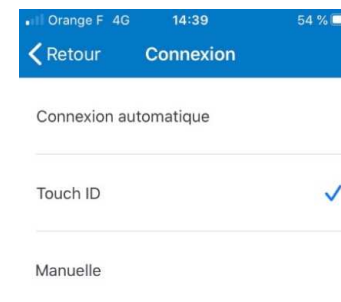 Orange F 4G 14:39 54 %
Retour Connexion
Connexion automatique
Touch ID
Manuelle